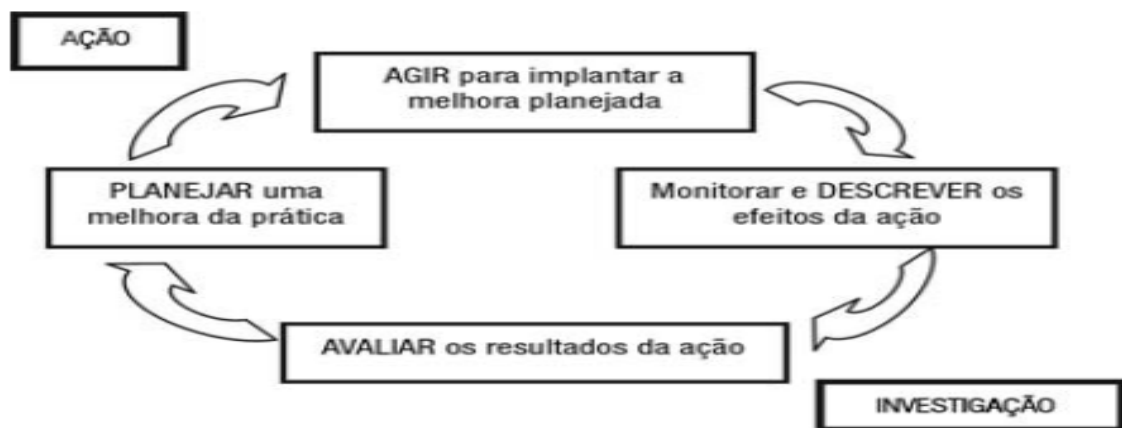 AÇÃO
AGIR para implantar a
melhora planejada
PLANEJAR uma
melhora da prática
Monitorar e DESCREVER os
efeitos da ação
AVALIAR os resultados da ação
INVESTIGAÇÃO